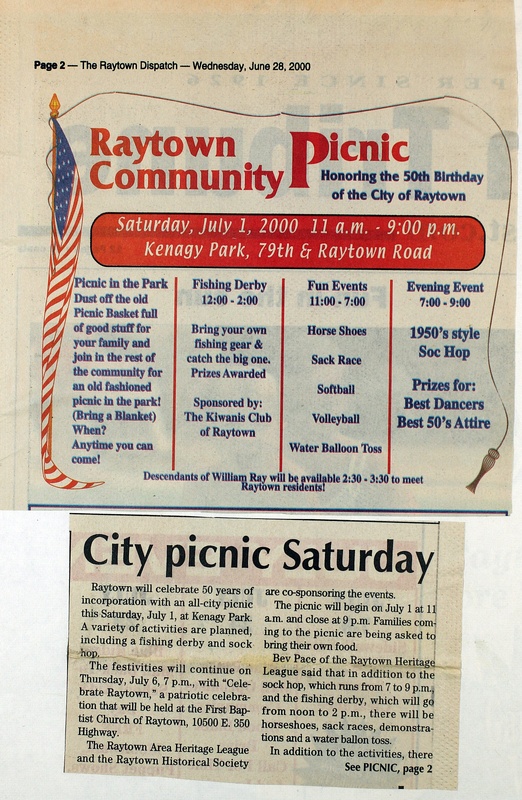 Page 2 — The Raytown Dispatch — Wednesday, June 28, 2000
Raytown
Community Picnic
Honoring the 50th Birthday
of the City of Raytown
Saturday, July 1, 2000 11 a.m. - 9:00 p.m.
Kenagy Park, 79th & Raytown Road
Picnic in the Park
Dust off the old
Picnic Basket full
of good stuff for
your family and
join in the rest of
the community for
an old fashioned
picnic in the park!
(Bring a Blanket)
When?
Anytime you can
come!
Fishing Derby
12:00 - 2:00
Bring your own
fishing gear &
catch the big one.
Prizes Awarded
Sponsored by:
The Kiwanis Club
of Raytown
Fun Events
11:00 - 7:00
Horse Shoes
Sack Race
Softball
Volleyball
Water Balloon Toss
Evening Event
7:00 - 9:00
1950's style
Soc Hop
Prizes for:
Best Dancers
Best 50's Attire
Descendants of William Ray will be available 2:30 - 3:30 to meet
Raytown residents!
City picnic Saturday
Raytown will celebrate 50 years of
incorporation with an all-city picnic
this Saturday, July 1, at Kenagy Park.
A variety of activities are planned,
including a fishing derby and sock
hop.
The festivities will continue on
Thursday, July 6, 7 p.m., with "Cele-
brate Raytown," a patriotic celebra-
tion that will be held at the First Bap-
tist Church of Raytown, 10500 E. 350
Highway.
The Raytown Area Heritage League
and the Raytown Historical Society
are co-sponsoring the events.
The picnic will begin on July 1 at 11
a.m. and close at 9 p.m. Families com-
ing to the picnic are being asked to
bring their own food.
Bev Pace of the Raytown Heritage
League said that in addition to the
sock hop, which runs from 7 to 9 p.m.,
and the fishing derby, which will go
from noon to 2 p.m., there will be
horseshoes, sack races, demonstra-
tions and a water balloon toss.
In addition to the activities, there
See PICNIC, page 2